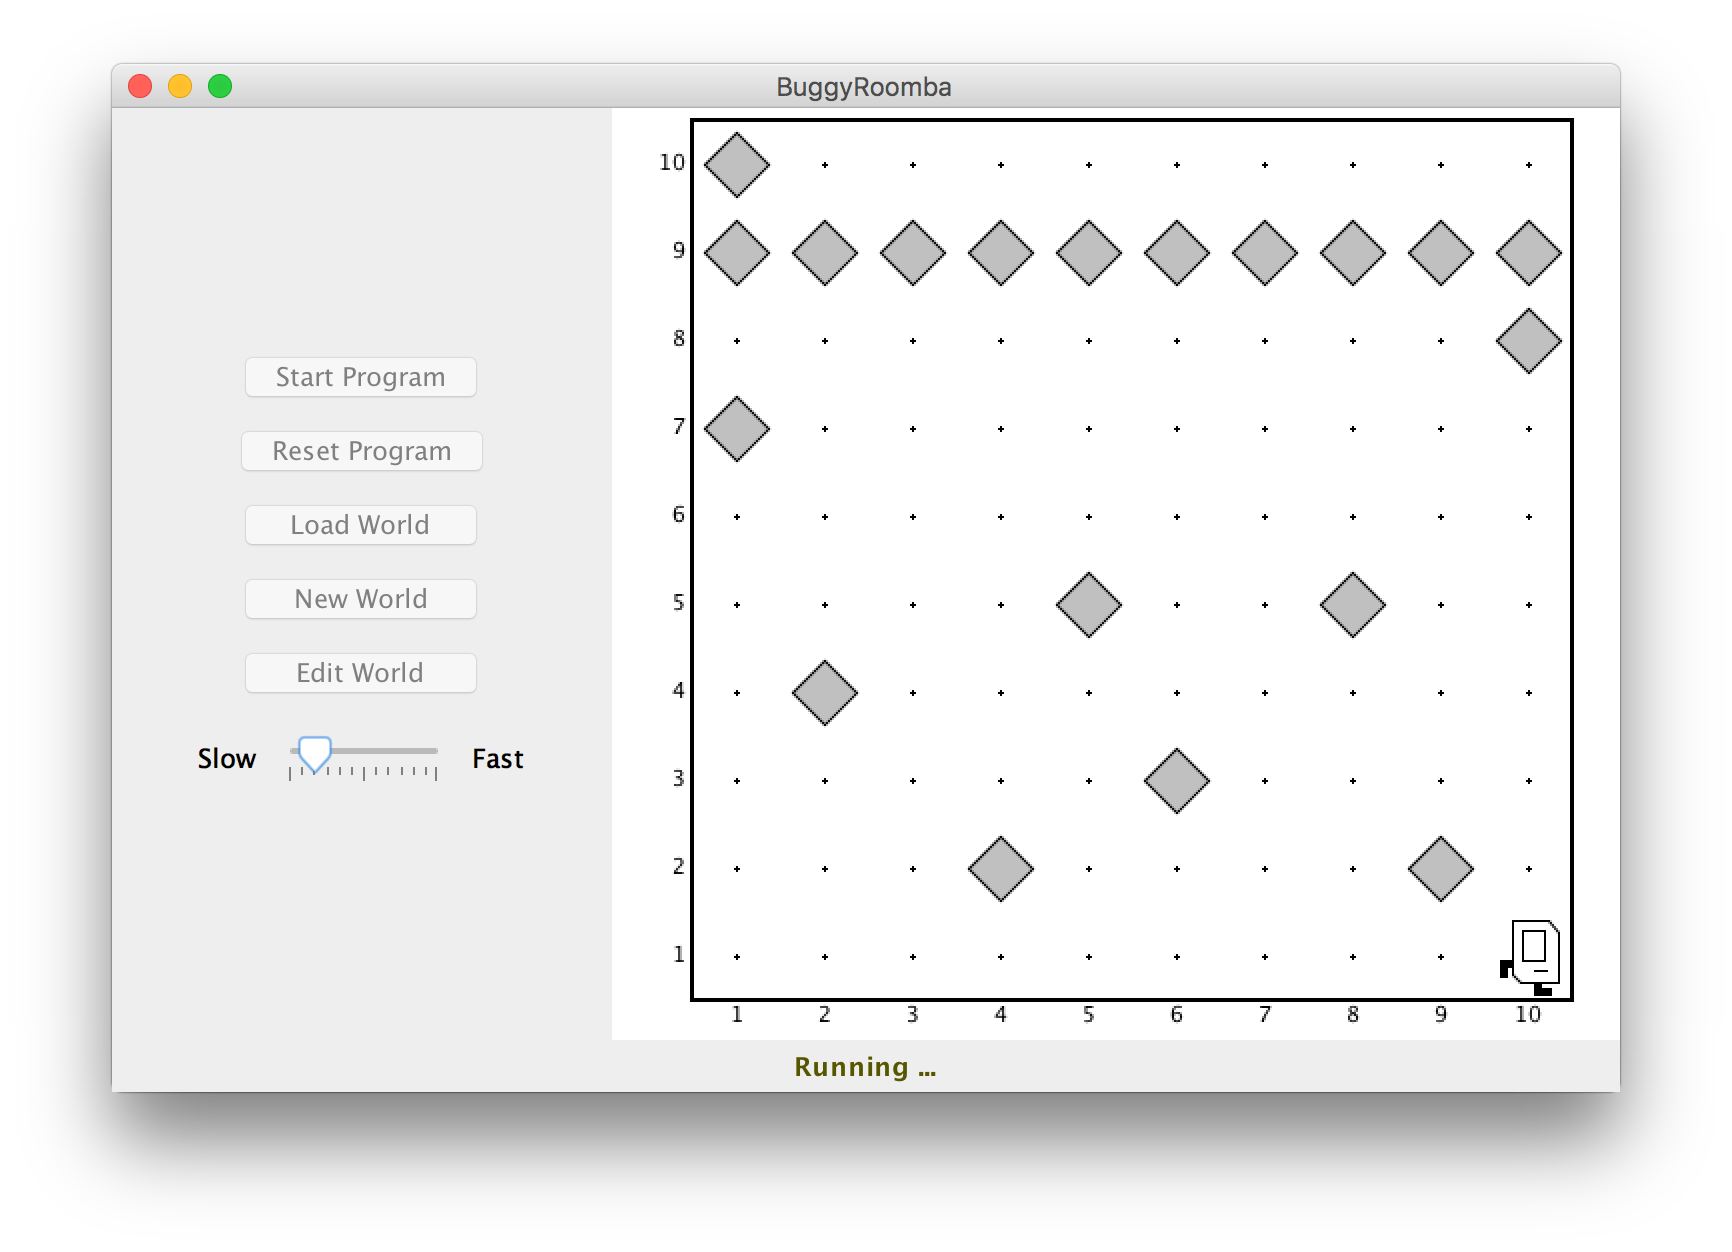 BuggyRoomba
Start Program
Reset Program
Load World
New World
Edit World
Slow Fast
10
9
8
7
6
5
4
3
2
1
1 2 3 4 5 6 7 8 9 10
Running ...